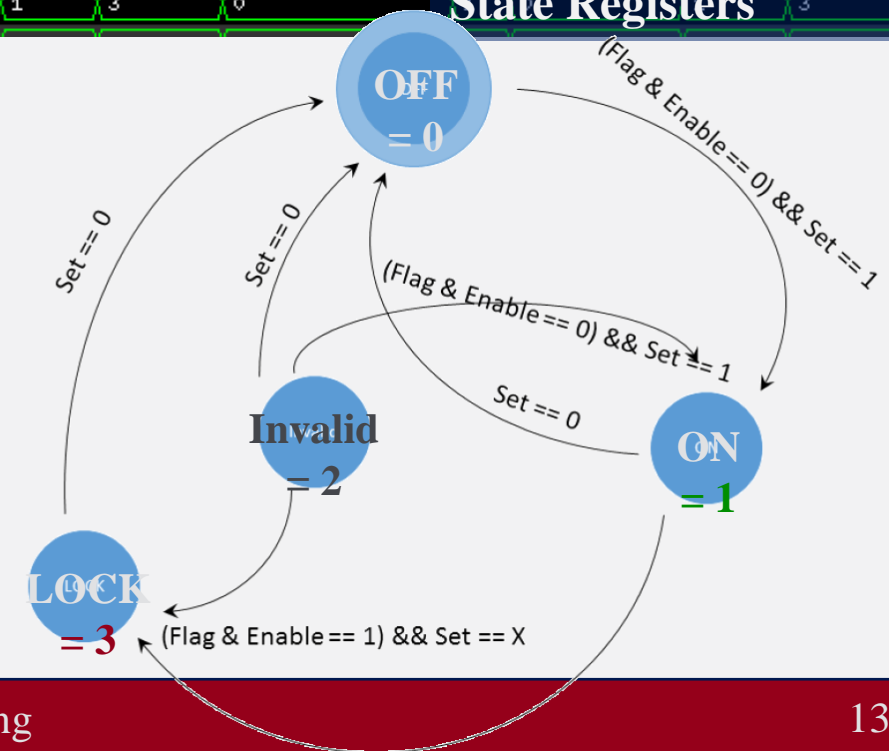 1 3 0 3
State Registers
OFF
= 0
(Flag & Enable == 0) && Set == 1
Set == 0
Set == 0
(Flag & Enable == 0) && Set == 1
Set == 0
Invalid
= 2
ON
= 1
LOCK
= 3
(Flag & Enable == 1) && Set == X
ng 13